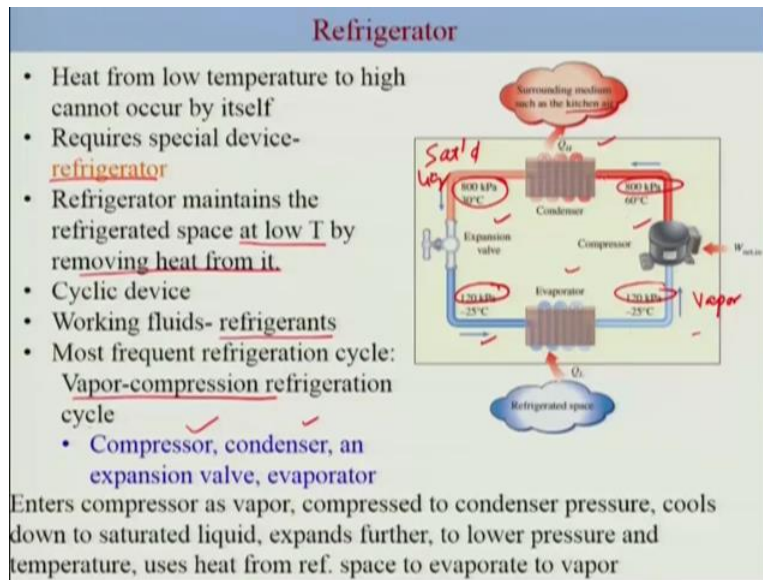 Refrigerator
• Heat from low temperature to high
cannot occur by itself
• Requires special device-
refrigerator
• Refrigerator maintains the
refrigerated space at low T by
removing heat from it.
• Cyclic device
• Working fluids- refrigerants
• Most frequent refrigeration cycle:
Vapor-compression refrigeration
cycle
• Compressor, condenser, an
expansion valve, evaporator
Surrounding medium
such as the kitchen air
Q_H
Sat'd
liq
800 kPa
30°C
Condenser
800 kPa
60°C
Expansion
valve
Compressor
W_net,in
Evaporator
120 kPa
-25°C
120 kPa
-25°C
Vapor
Q_L
Refrigerated space
Enters compressor as vapor, compressed to condenser pressure, cools
down to saturated liquid, expands further, to lower pressure and
temperature, uses heat from ref. space to evaporate to vapor